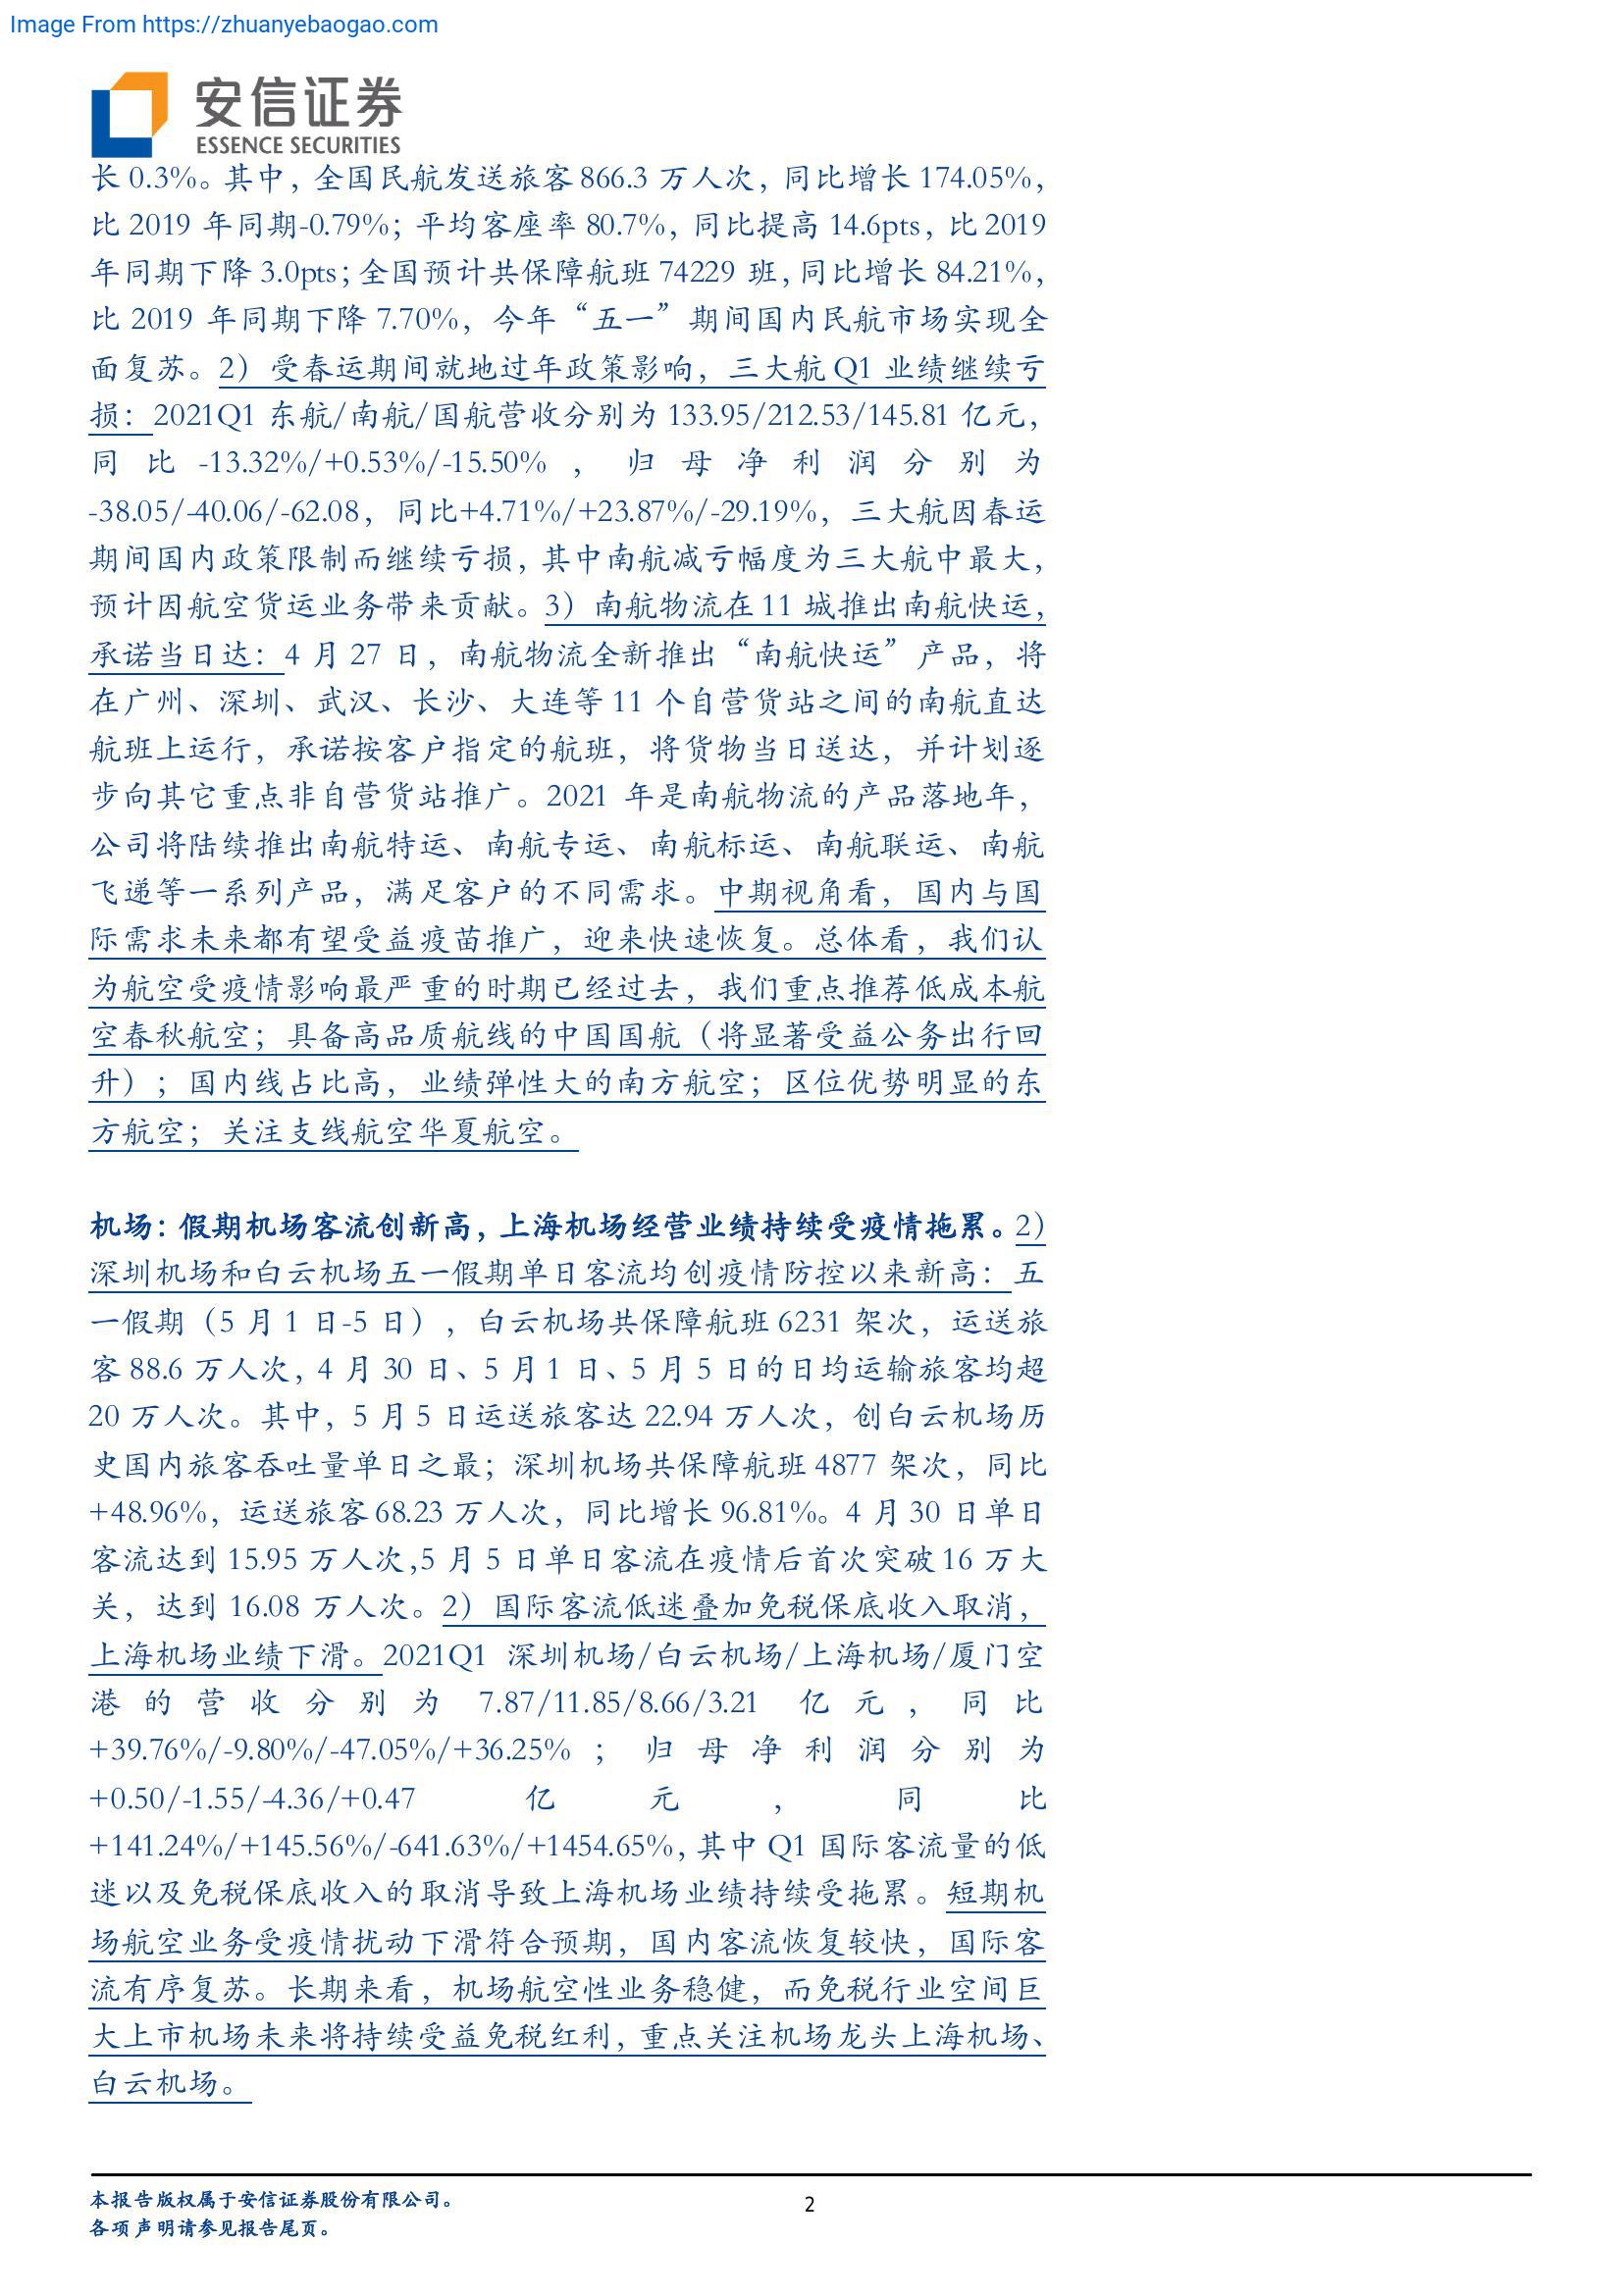 Image From https://zhuanyebaogao.com
安信证券
ESSENCE SECURITIES
长 0.3%。其中，全国民航发送旅客 866.3 万人次，同比增长 174.05%，
比 2019 年同期-0.79%；平均客座率 80.7%，同比提高 14.6pts，比 2019
年同期下降 3.0pts；全国预计共保障航班 74229 班，同比增长 84.21%，
比 2019 年同期下降 7.70%，今年“五一”期间国内民航市场实现全
面复苏。2）受春运期间就地过年政策影响，三大航 Q1 业绩继续亏
损：2021Q1 东航/南航/国航营收分别为 133.95/212.53/145.81 亿元，
同比 -13.32%/+0.53%/-15.50%，归母净利润分别为
-38.05/-40.06/-62.08，同比+4.71%/+23.87%/-29.19%，三大航因春运
期间国内政策限制而继续亏损，其中南航减亏幅度为三大航中最大，
预计因航空货运业务带来贡献。3）南航物流在 11 城推出南航快运，
承诺当日达：4 月 27 日，南航物流全新推出“南航快运”产品，将
在广州、深圳、武汉、长沙、大连等 11 个自营货站之间的南航直达
航班上运行，承诺按客户指定的航班，将货物当日送达，并计划逐
步向其它重点非自营货站推广。2021 年是南航物流的产品落地年，
公司将陆续推出南航特运、南航专运、南航标运、南航联运、南航
飞递等一系列产品，满足客户的不同需求。中期视角看，国内与国
际需求未来都有望受益疫苗推广，迎来快速恢复。总体看，我们认
为航空受疫情影响最严重的时期已经过去，我们重点推荐低成本航
空春秋航空；具备高品质航线的中国国航（将显著受益公务出行回
升）；国内线占比高，业绩弹性大的南方航空；区位优势明显的东
方航空；关注支线航空华夏航空。
机场：假期机场客流创新高，上海机场经营业绩持续受疫情拖累。2）
深圳机场和白云机场五一假期单日客流均创疫情防控以来新高：五
一假期（5 月 1 日-5 日），白云机场共保障航班 6231 架次，运送旅
客 88.6 万人次，4 月 30 日、5 月 1 日、5 月 5 日的日均运输旅客均超
20 万人次。其中，5 月 5 日运送旅客达 22.94 万人次，创白云机场历
史国内旅客吞吐量单日之最；深圳机场共保障航班 4877 架次，同比
+48.96%，运送旅客 68.23 万人次，同比增长 96.81%。4 月 30 日单日
客流达到 15.95 万人次,5 月 5 日单日客流在疫情后首次突破 16 万大
关，达到 16.08 万人次。2）国际客流低迷叠加免税保底收入取消，
上海机场业绩下滑。2021Q1 深圳机场/白云机场/上海机场/厦门空
港的营收分别为 7.87/11.85/8.66/3.21 亿元，同比
+39.76%/-9.80%/-47.05%/+36.25%；归母净利润分别为
+0.50/-1.55/-4.36/+0.47 亿元，同比
+141.24%/+145.56%/-641.63%/+1454.65%，其中 Q1 国际客流量的低
迷以及免税保底收入的取消导致上海机场业绩持续受拖累。短期机
场航空业务受疫情扰动下滑符合预期，国内客流恢复较快，国际客
流有序复苏。长期来看，机场航空性业务稳健，而免税行业空间巨
大上市机场未来将持续受益免税红利，重点关注机场龙头上海机场、
白云机场。
本报告版权属于安信证券股份有限公司。
各项声明请参见报告尾页。
2